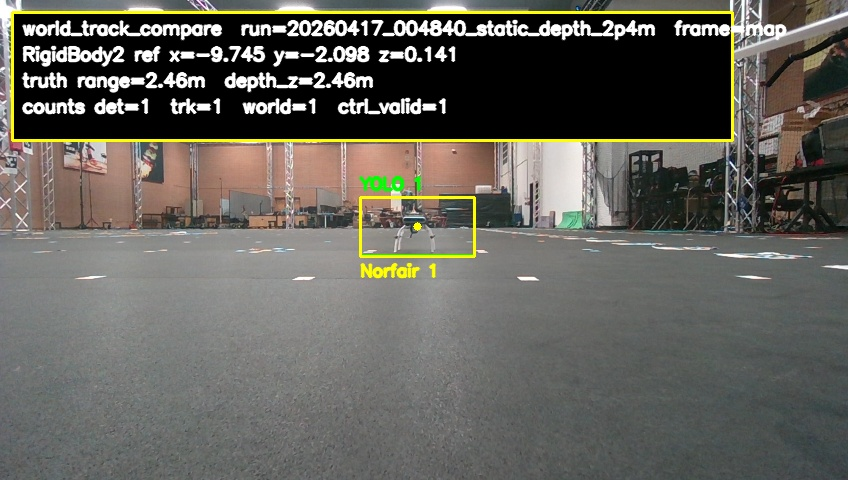 world_track_compare run=20260417_004840_static_depth_2p4m frame=map
RigidBody2 ref x=-9.745 y=-2.098 z=0.141
truth range=2.46m depth_z=2.46m
counts det=1 trk=1 world=1 ctrl_valid=1
YOLO 1
Norfair 1